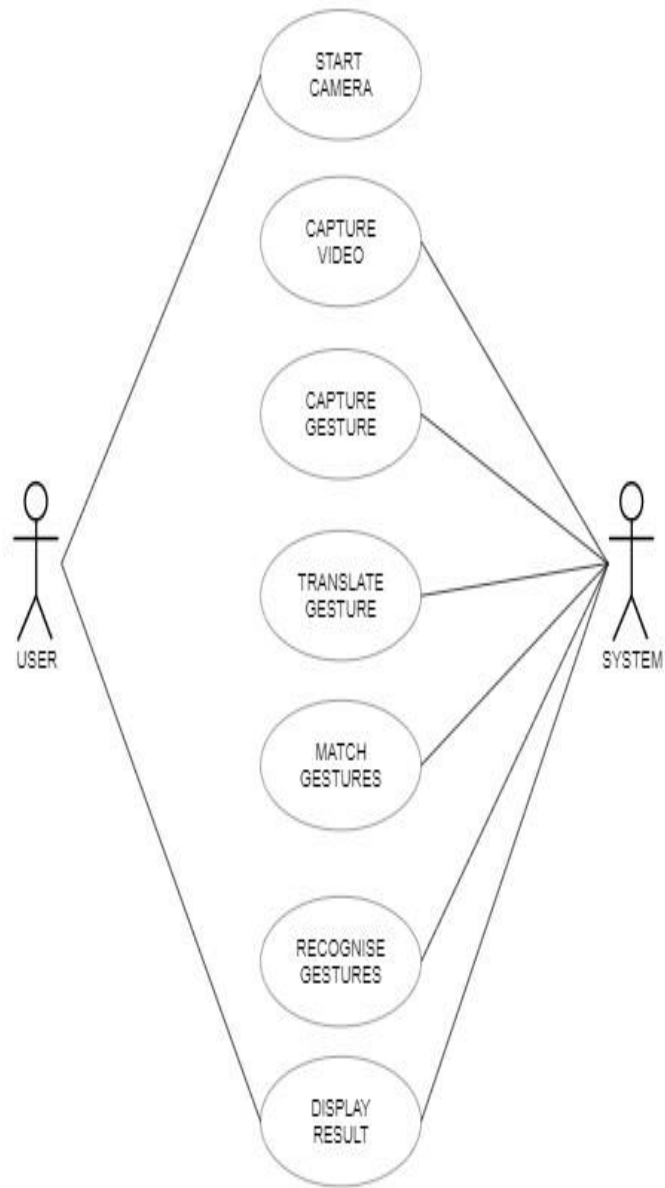 START
CAMERA
CAPTURE
VIDEO
CAPTURE
GESTURE
TRANSLATE
GESTURE
USER
SYSTEM
MATCH
GESTURES
RECOGNISE
GESTURES
DISPLAY
RESULT